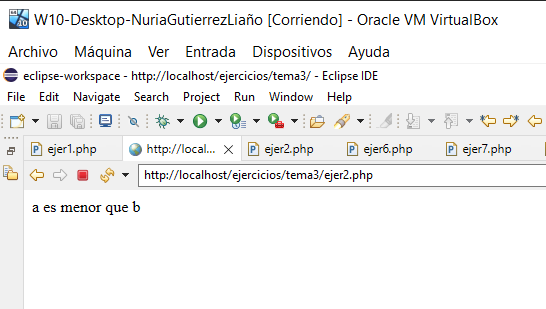 W10-Desktop-NuriaGutierrezLiaño [Corriendo] - Oracle VM VirtualBox
Archivo Máquina Ver Entrada Dispositivos Ayuda
eclipse-workspace - http://localhost/ejercicios/tema3/ - Eclipse IDE
File Edit Navigate Search Project Run Window Help
ejer1.php http://local... ejer2.php ejer6.php ejer7.php
http://localhost/ejercicios/tema3/ejer2.php
a es menor que b